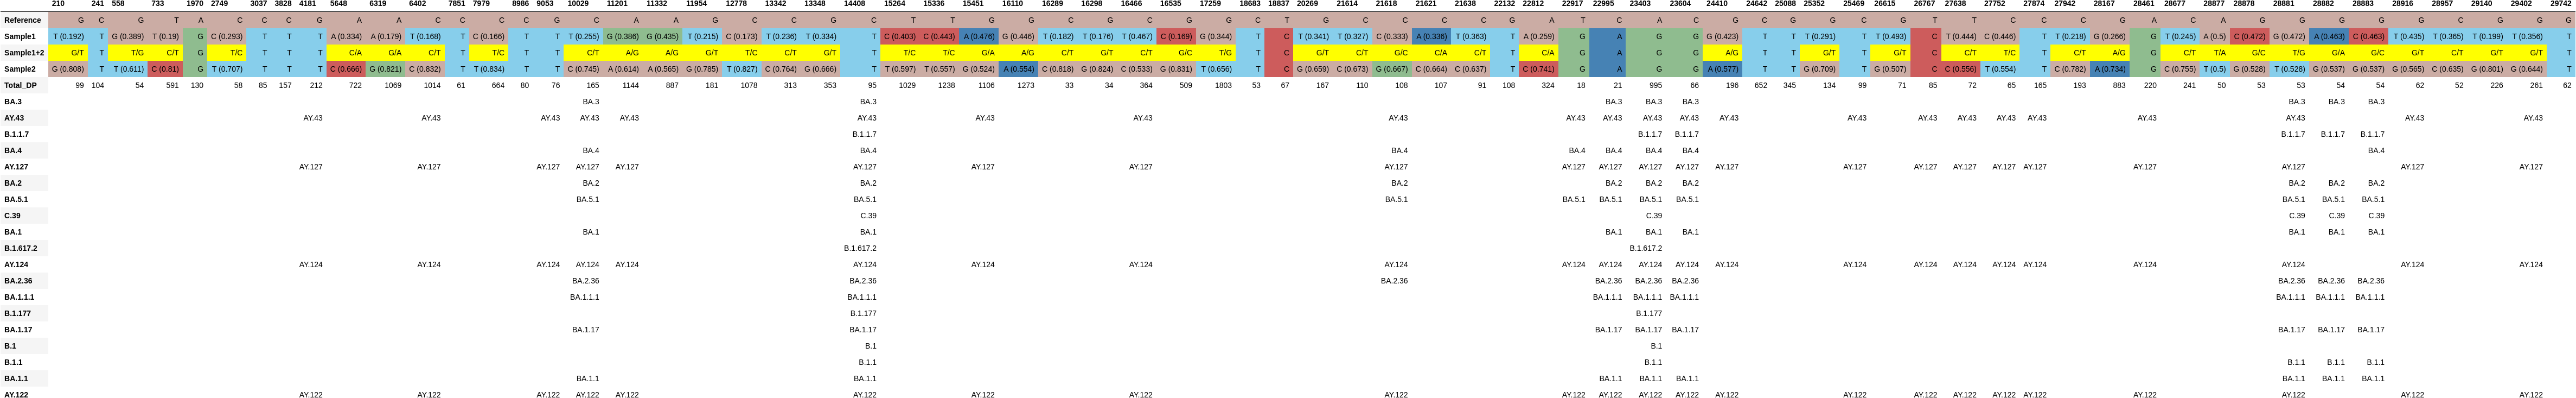 210 241 558 733 1970 2749 3037 3828 4181 5648 6319 6402 7851 7979 8986 9053 10029 11201 11332 11954 12778 13342 13348 14408 15264 15336 15451 16110 16289 16298 16466 16535 17259 18683 18837 20269 21614 21618 21621 21638 22132 22812 22917 22995 23403 23604 24410 24642 25088 25352 25469 26615 26767 27638 27752 27874 27942 28167 28461 28677 28877 28878 28881 28882 28883 28916 28957 29140 29402 29742
Reference G C G T A C C C G A A C C C C C C A A G C C G C T T G G C G C G G C T G C C C C G A T C A C G C G G C G T T C C C G A C A G G G G G C G G G
Sample1 T (0.192) T G (0.389) T (0.19) G C (0.293) T T T A (0.334) A (0.179) T (0.168) T C (0.166) T T T (0.255) G (0.386) G (0.435) T (0.215) C (0.173) T (0.236) T (0.334) T C (0.403) C (0.443) A (0.476) G (0.446) T (0.182) T (0.176) T (0.467) C (0.169) G (0.344) T C T (0.341) T (0.327) C (0.333) A (0.336) T (0.363) T A (0.259) G A G G G (0.423) T T T (0.291) T T (0.493) C T (0.444) C (0.446) T T (0.218) G (0.266) G T (0.245) A (0.5) C (0.472) G (0.472) A (0.463) C (0.463) T (0.435) T (0.365) T (0.199) T (0.356) T
Sample1+2 G/T T T/G C/T G T/C T T T C/A G/A C/T T T/C T T C/T A/G A/G G/T T/C C/T G/T T T/C T/C G/A A/G C/T G/T C/T G/C T/G T C G/T C/T G/C C/A C/T T C/A G A G G A/G T T G/T T G/T C C/T T/C T C/T A/G G C/T T/A G/C T/G G/A G/C G/T C/T G/T G/T T
Sample2 G (0.808) T T (0.611) C (0.81) G T (0.707) T T T C (0.666) G (0.821) C (0.832) T T (0.834) T T C (0.745) A (0.614) A (0.565) G (0.785) T (0.827) C (0.764) G (0.666) T T (0.597) T (0.557) G (0.524) A (0.554) C (0.818) G (0.824) C (0.533) G (0.831) T (0.656) T C G (0.659) C (0.673) G (0.667) C (0.664) C (0.637) T C (0.741) G A G G A (0.577) T T G (0.709) T G (0.507) C C (0.556) T (0.554) T C (0.782) A (0.734) G C (0.755) T (0.5) G (0.528) T (0.528) G (0.537) G (0.537) G (0.565) C (0.635) G (0.801) G (0.644) T
Total_DP 99 104 54 591 130 58 85 157 212 722 1069 1014 61 664 80 76 165 1144 887 181 1078 313 353 95 1029 1238 1106 1273 33 34 364 509 1803 53 67 167 110 108 107 91 108 324 18 21 995 66 196 652 345 134 99 71 85 72 65 165 193 883 220 241 50 53 53 54 54 62 52 226 261 62
BA.3 BA.3 BA.3 BA.3 BA.3 BA.3 BA.3 BA.3 BA.3
AY.43 AY.43 AY.43 AY.43 AY.43 AY.43 AY.43 AY.43 AY.43 AY.43 AY.43 AY.43 AY.43 AY.43 AY.43 AY.43 AY.43 AY.43 AY.43 AY.43 AY.43 AY.43 AY.43 AY.43
B.1.1.7 B.1.1.7 B.1.1.7 B.1.1.7 B.1.1.7 B.1.1.7 B.1.1.7
BA.4 BA.4 BA.4 BA.4 BA.4 BA.4 BA.4 BA.4 BA.4
AY.127 AY.127 AY.127 AY.127 AY.127 AY.127 AY.127 AY.127 AY.127 AY.127 AY.127 AY.127 AY.127 AY.127 AY.127 AY.127 AY.127 AY.127 AY.127 AY.127 AY.127 AY.127 AY.127 AY.127
BA.2 BA.2 BA.2 BA.2 BA.2 BA.2 BA.2 BA.2 BA.2 BA.2
BA.5.1 BA.5.1 BA.5.1 BA.5.1 BA.5.1 BA.5.1 BA.5.1 BA.5.1 BA.5.1 BA.5.1 BA.5.1
C.39 C.39 C.39 C.39 C.39 C.39
BA.1 BA.1 BA.1 BA.1 BA.1 BA.1 BA.1 BA.1 BA.1
B.1.617.2 B.1.617.2 B.1.617.2
AY.124 AY.124 AY.124 AY.124 AY.124 AY.124 AY.124 AY.124 AY.124 AY.124 AY.124 AY.124 AY.124 AY.124 AY.124 AY.124 AY.124 AY.124 AY.124 AY.124 AY.124 AY.124 AY.124 AY.124
BA.2.36 BA.2.36 BA.2.36 BA.2.36 BA.2.36 BA.2.36 BA.2.36 BA.2.36 BA.2.36 BA.2.36
BA.1.1.1 BA.1.1.1 BA.1.1.1 BA.1.1.1 BA.1.1.1 BA.1.1.1 BA.1.1.1 BA.1.1.1 BA.1.1.1
B.1.177 B.1.177 B.1.177
BA.1.17 BA.1.17 BA.1.17 BA.1.17 BA.1.17 BA.1.17 BA.1.17 BA.1.17 BA.1.17
B.1 B.1 B.1
B.1.1 B.1.1 B.1.1 B.1.1 B.1.1 B.1.1
BA.1.1 BA.1.1 BA.1.1 BA.1.1 BA.1.1 BA.1.1 BA.1.1 BA.1.1 BA.1.1
AY.122 AY.122 AY.122 AY.122 AY.122 AY.122 AY.122 AY.122 AY.122 AY.122 AY.122 AY.122 AY.122 AY.122 AY.122 AY.122 AY.122 AY.122 AY.122 AY.122 AY.122 AY.122 AY.122 AY.122